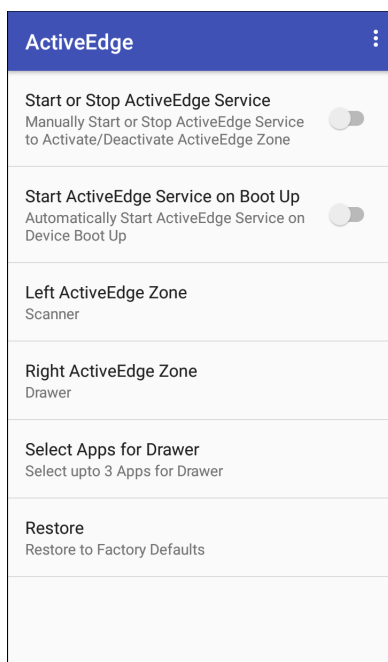 ActiveEdge
Start or Stop ActiveEdge Service
Manually Start or Stop ActiveEdge Service
to Activate/Deactivate ActiveEdge Zone
Start ActiveEdge Service on Boot Up
Automatically Start ActiveEdge Service on
Device Boot Up
Left ActiveEdge Zone
Scanner
Right ActiveEdge Zone
Drawer
Select Apps for Drawer
Select upto 3 Apps for Drawer
Restore
Restore to Factory Defaults